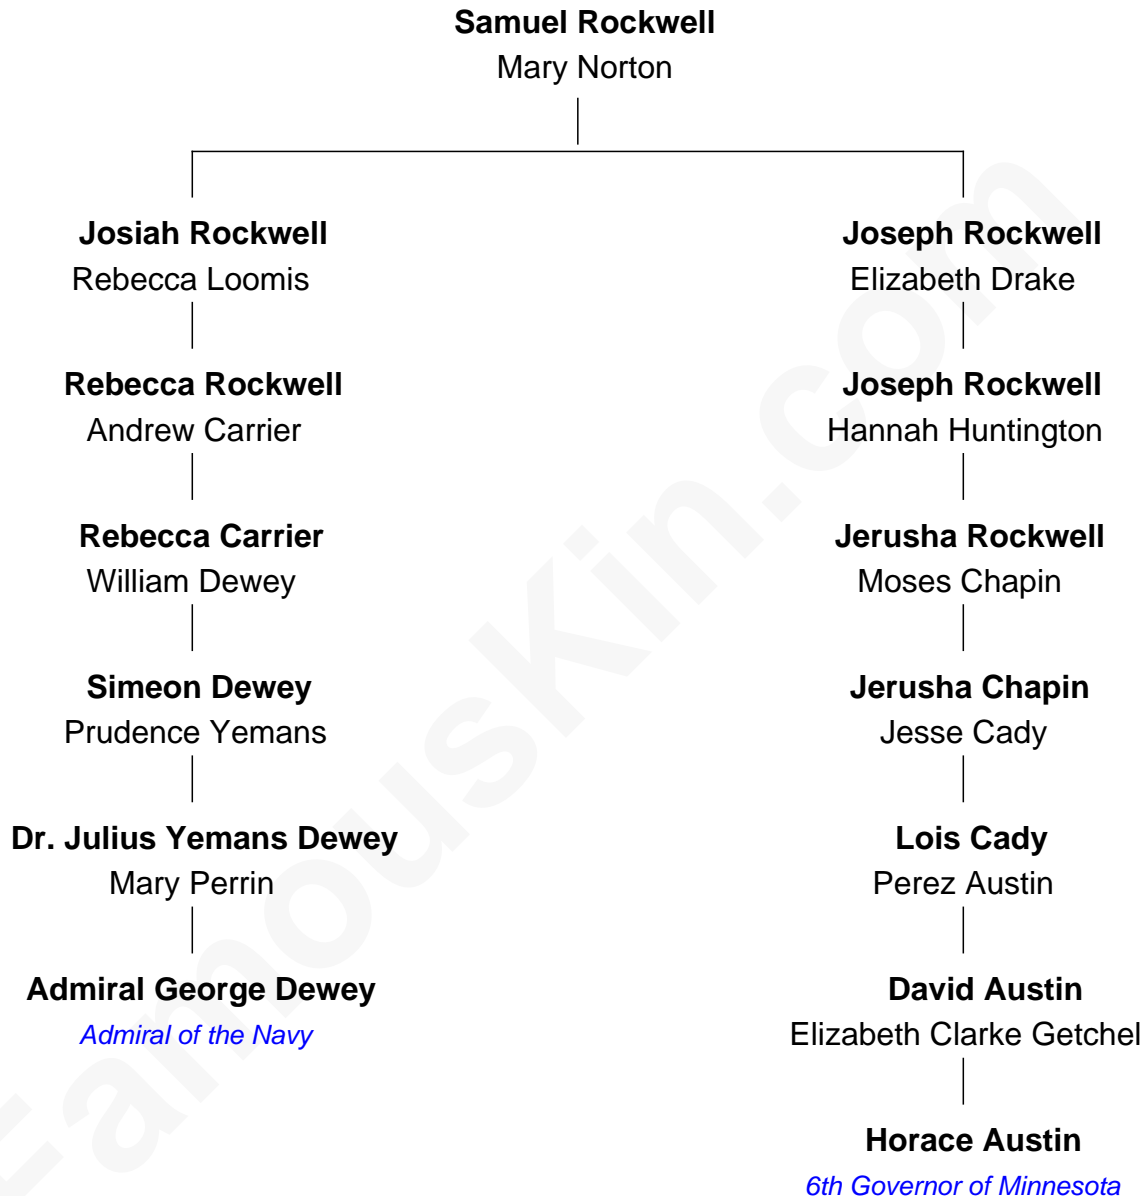 Samuel Rockwell
Mary Norton
Josiah Rockwell
Rebecca Loomis
Joseph Rockwell
Elizabeth Drake
Rebecca Rockwell
Andrew Carrier
Joseph Rockwell
Hannah Huntington
Rebecca Carrier
William Dewey
Jerusha Rockwell
Moses Chapin
Simeon Dewey
Prudence Yemans
Jerusha Chapin
Jesse Cady
Dr. Julius Yemans Dewey
Mary Perrin
Lois Cady
Perez Austin
Admiral George Dewey
Admiral of the Navy
David Austin
Elizabeth Clarke Getchel
Horace Austin
6th Governor of Minnesota
FamousKin.com